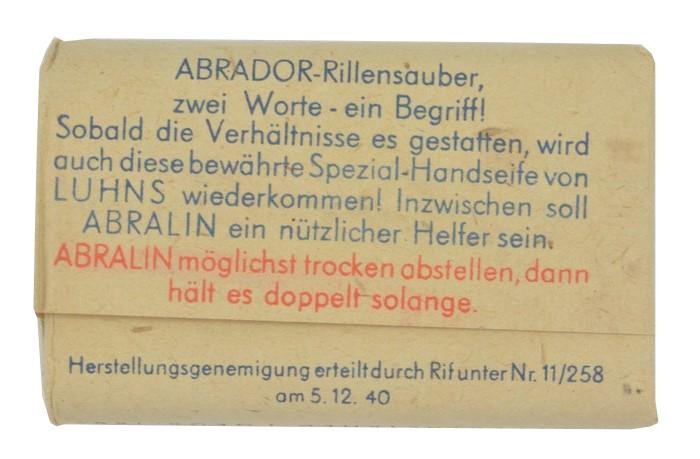 ABRADOR-Rillensauber,
zwei Worte - ein Begriff!
Sobald die Verhältnisse es gestatten, wird
auch diese bewährte Spezial-Handseife von
LUHNS wiederkommen! Inzwischen soll
ABRALIN ein nützlicher Helfer sein.
ABRALIN möglichst trocken abstellen, dann
hält es doppelt solange.
Herstellungsgenemigung erteilt durch Rif unter Nr. 11/258
am 5. 12. 40